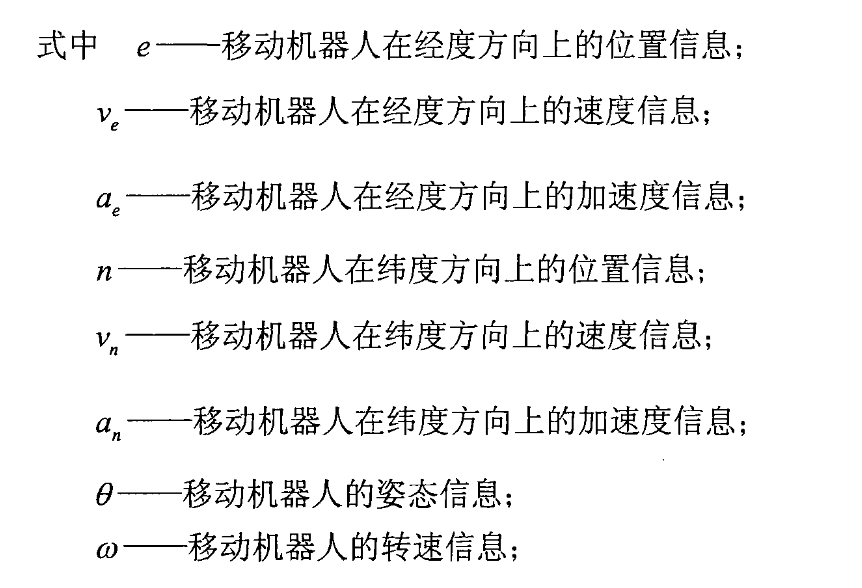 式中 e——移动机器人在经度方向上的位置信息；
vₑ——移动机器人在经度方向上的速度信息；
aₑ——移动机器人在经度方向上的加速度信息；
n——移动机器人在纬度方向上的位置信息；
vₙ——移动机器人在纬度方向上的速度信息；
aₙ——移动机器人在纬度方向上的加速度信息；
θ——移动机器人的姿态信息；
ω——移动机器人的转速信息；